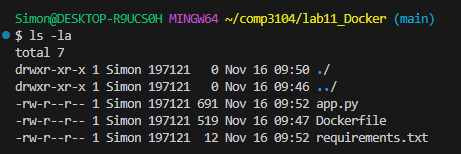 Simon@DESKTOP-R9UCS0H MINGW64 ~/comp3104/lab11_Docker (main)
$ ls -la
total 7
drwxr-xr-x 1 Simon 197121   0 Nov 16 09:50 ./
drwxr-xr-x 1 Simon 197121   0 Nov 16 09:46 ../
-rw-r--r-- 1 Simon 197121 691 Nov 16 09:52 app.py
-rw-r--r-- 1 Simon 197121 519 Nov 16 09:47 Dockerfile
-rw-r--r-- 1 Simon 197121  12 Nov 16 09:52 requirements.txt